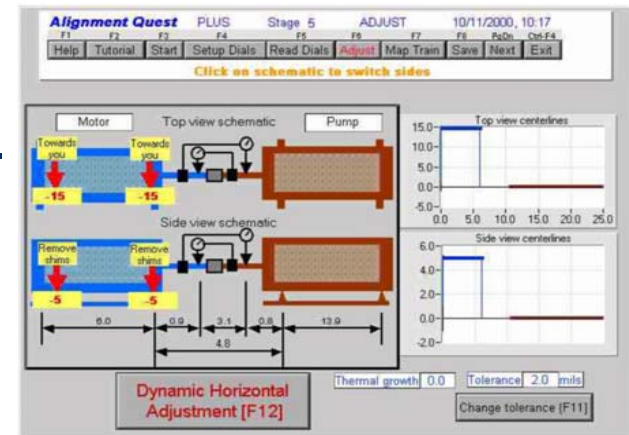 Alignment Quest PLUS Stage 5 ADJUST 10/11/2000, 10:17
F1 F2 F3 F4 F5 F6 F7 F8 PgDn Ctrl-F4
Help Tutorial Start Setup Dials Read Dials Adjust Map Train Save Next Exit
Click on schematic to switch sides
Motor Top view schematic Pump
Towards you Towards you
-15 -15
Side view schematic
Remove shims Remove shims
-5 -5
6.0 0.9 3.1 0.8 13.9
4.8
Top view centerlines
15.0
10.0
5.0
0.0
-5.0
0.0 5.0 10.0 15.0 20.0 25.0
Side view centerlines
6.0
4.0
2.0
0.0
-2.0
Dynamic Horizontal
Adjustment [F12]
Thermal growth 0.0 Tolerance 2.0 mils
Change tolerance [F11]